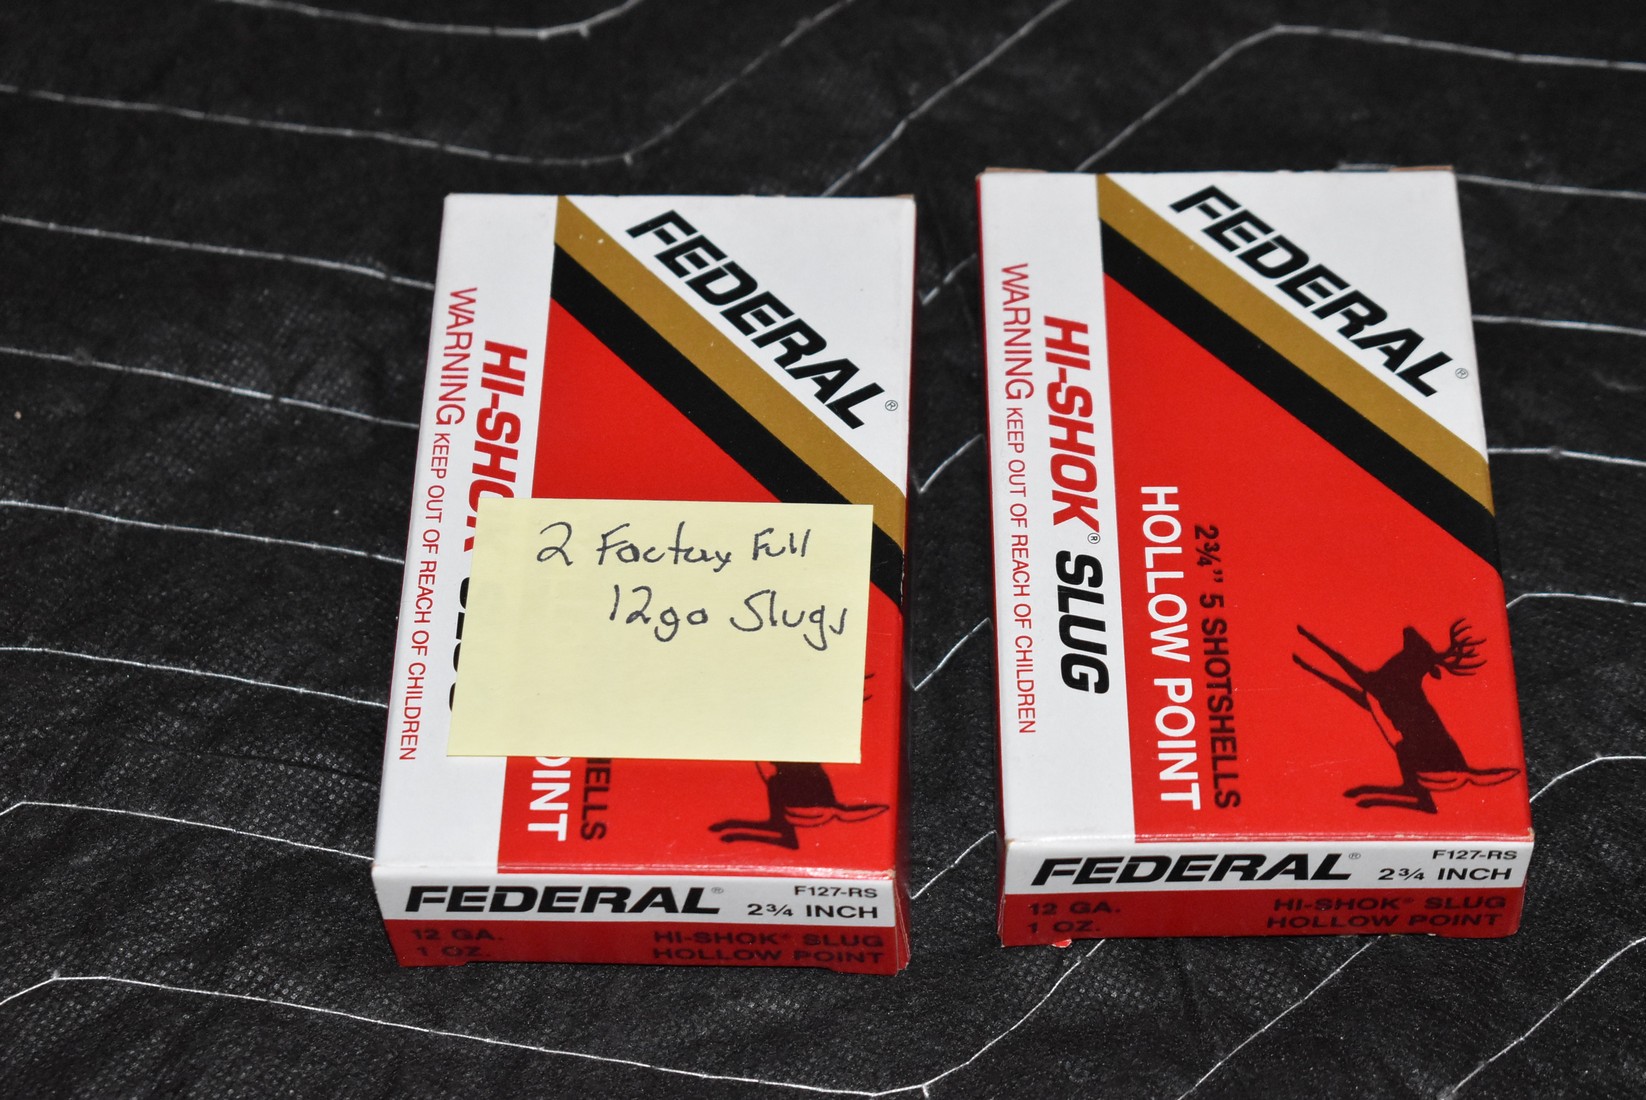 FEDERAL®
HI-SHOK
WARNING KEEP OUT OF REACH OF CHILDREN
2 Factory Full
12ga Slugs
OINT
HELLS
FEDERAL®
F127-RS
2¾ INCH
12 GA.
1 OZ.
HI-SHOK® SLUG
HOLLOW POINT
FEDERAL®
HI-SHOK® SLUG
WARNING KEEP OUT OF REACH OF CHILDREN
HOLLOW POINT
2¾" 5 SHOTSHELLS
FEDERAL®
F127-RS
2¾ INCH
12 GA.
1 OZ.
HI-SHOK® SLUG
HOLLOW POINT